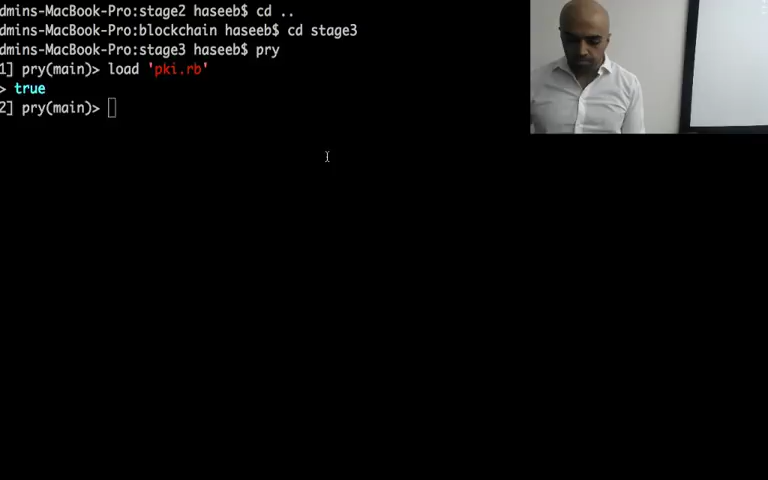 dmins-MacBook-Pro:stage2 haseeb$ cd ..
dmins-MacBook-Pro:blockchain haseeb$ cd stage3
dmins-MacBook-Pro:stage3 haseeb$ pry
1] pry(main)> load 'pki.rb'
> true
2] pry(main)>